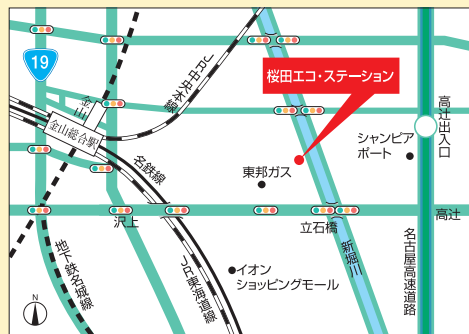 19
JR中央本線
桜田エコ・ステーション
高辻出入口
金山
金山総合駅
名鉄線
シャンピア
ポート
東邦ガス
沢上
立石橋
高辻
地下鉄名城線
JR東海道線
イオン
ショッピングモール
新堀川
名古屋高速道路
N